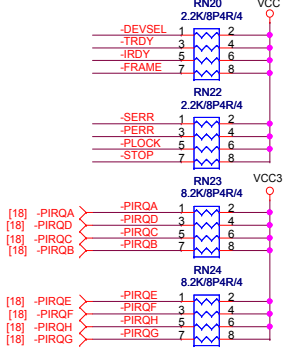 RN20 VCC
2.2K/8P4R/4
-DEVSEL 1 2
-TRDY 3 4
-IRDY 5 6
-FRAME 7 8
RN22
2.2K/8P4R/4
-SERR 1 2
-PERR 3 4
-PLOCK 5 6
-STOP 7 8
RN23 VCC3
8.2K/8P4R/4
[18] -PIRQA -PIRQA 1 2
[18] -PIRQD -PIRQD 3 4
[18] -PIRQC -PIRQC 5 6
[18] -PIRQB -PIRQB 7 8
RN24
8.2K/8P4R/4
[18] -PIRQE -PIRQE 1 2
[18] -PIRQF -PIRQF 3 4
[18] -PIRQH -PIRQH 5 6
[18] -PIRQG -PIRQG 7 8